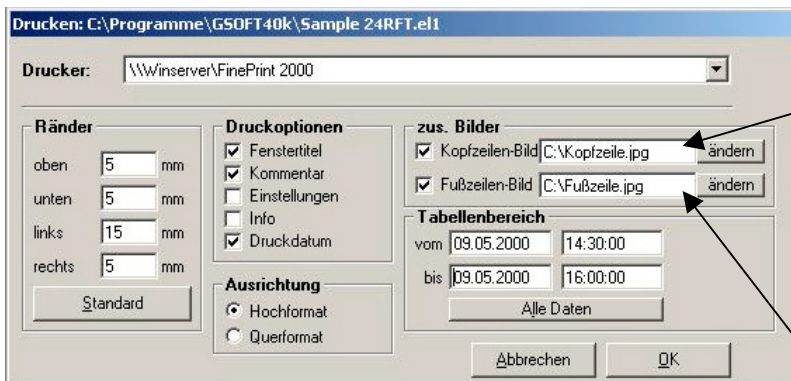 Drucken: C:\Programme\GSOFT40k\Sample 24RFT.el1
Drucker: \\Winserver\FinePrint 2000
Ränder
oben 5 mm
unten 5 mm
links 15 mm
rechts 5 mm
Standard
Druckoptionen
Fenstertitel
Kommentar
Einstellungen
Info
Druckdatum
Ausrichtung
Hochformat
Querformat
zus. Bilder
Kopfzeilen-Bild C:\Kopfzeile.jpg ändern
Fußzeilen-Bild C:\Fußzeile.jpg ändern
Tabellenbereich
vom 09.05.2000 14:30:00
bis 09.05.2000 16:00:00
Alle Daten
Abbrechen OK